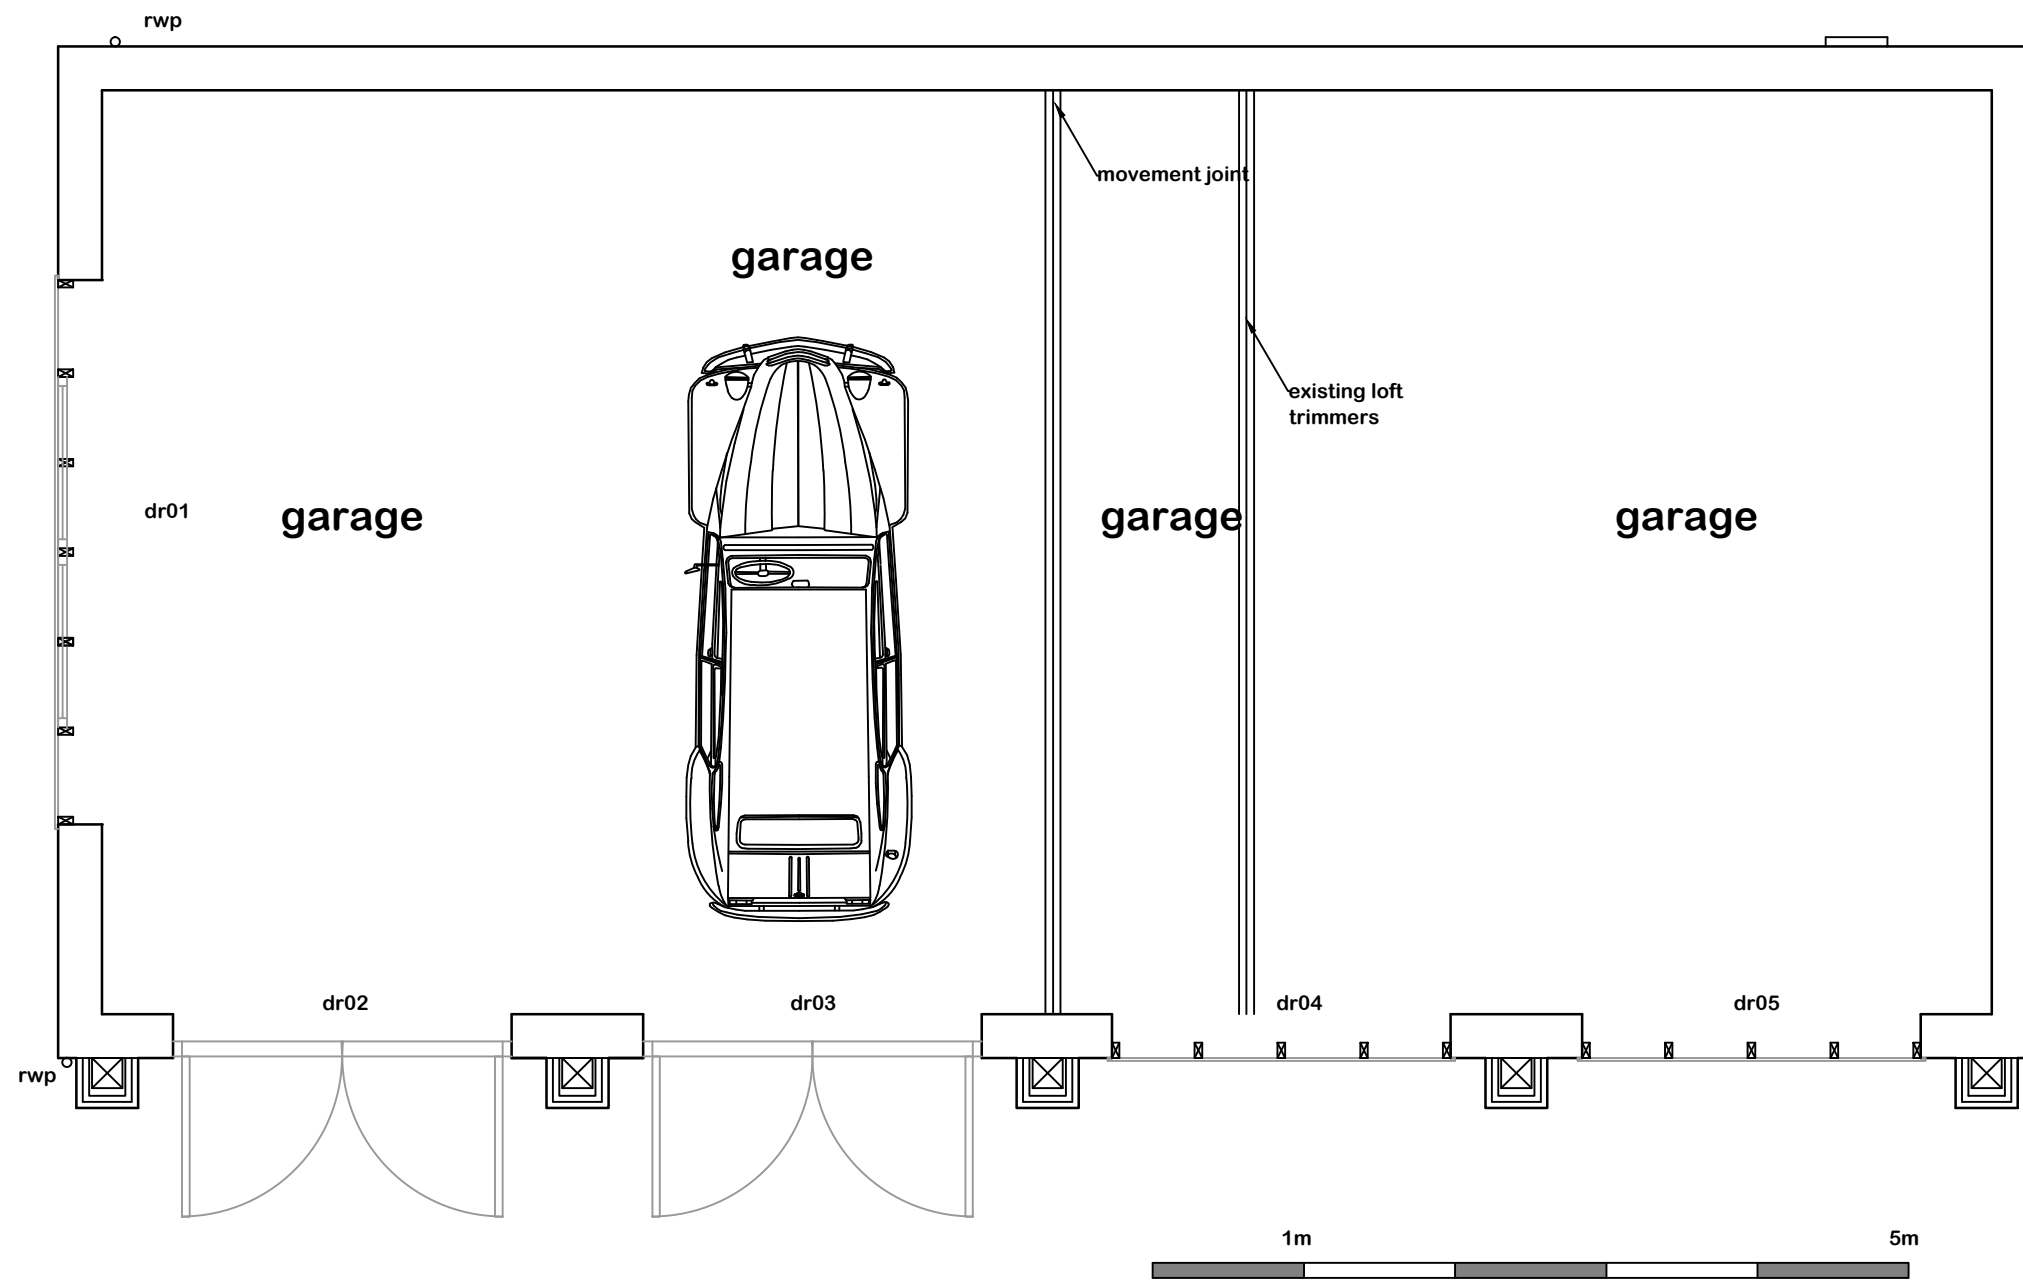 rwp
movement joint
garage
existing loft
trimmers
dr01
garage
garage
garage
dr02
dr03
dr04
dr05
rwp
1m
5m